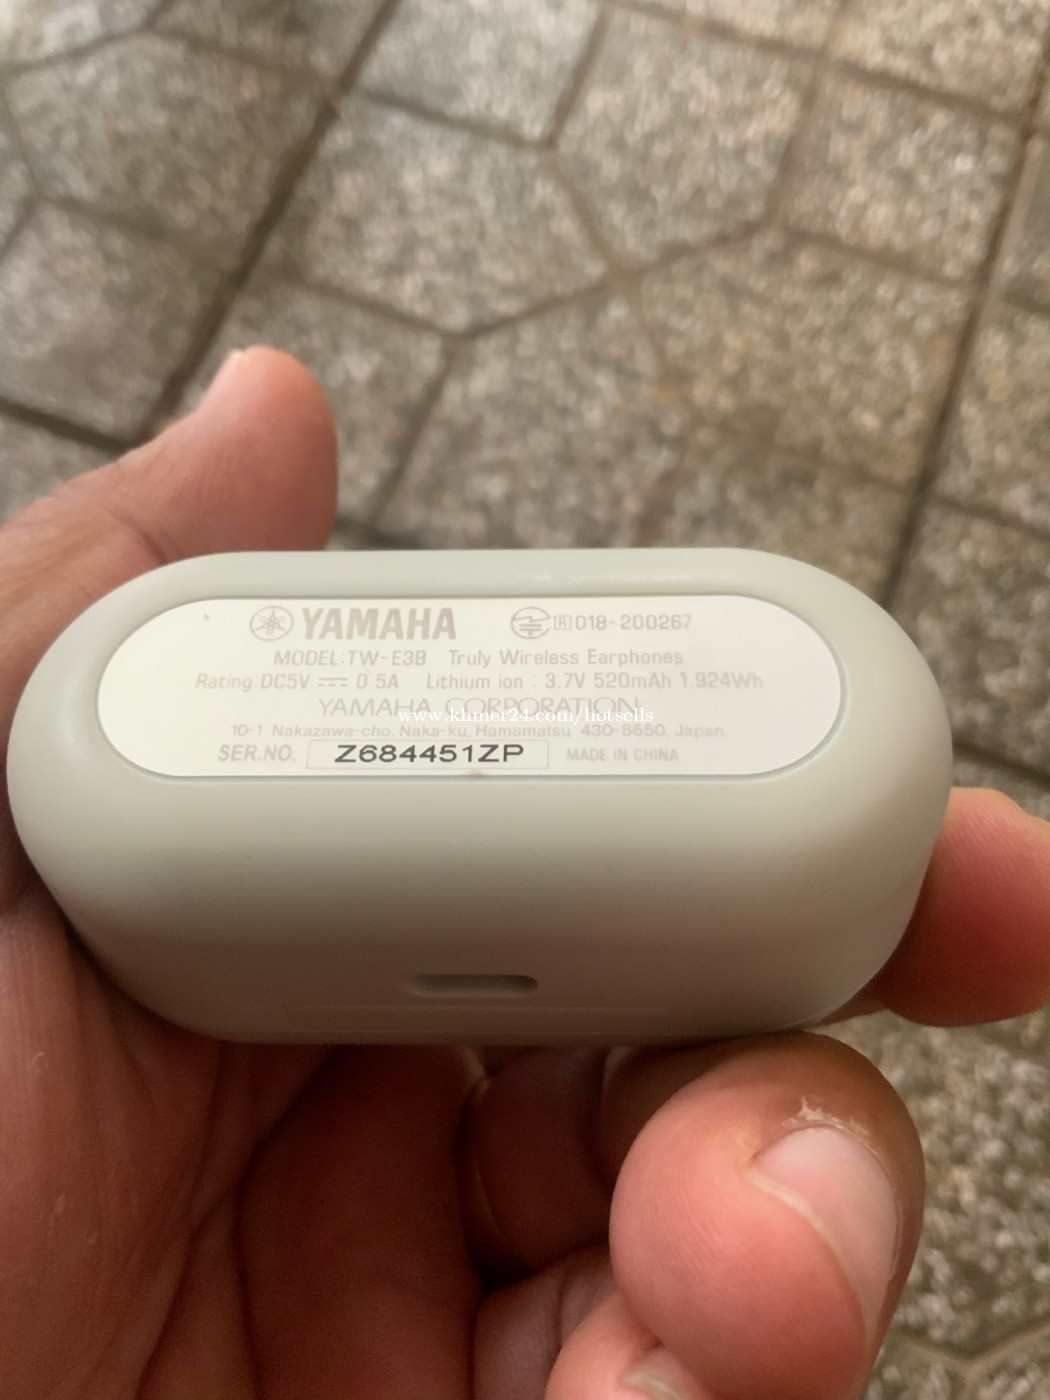 YAMAHA R 018-200267
MODEL:TW-E3B Truly Wireless Earphones
Rating:DC5V ⎓ 0.5A Lithium ion : 3.7V 520mAh 1.924Wh
YAMAHA CORPORATION
www.khmer24.com/hotsells
10-1 Nakazawa-cho, Naka-ku, Hamamatsu 430-8650, Japan
SER.NO. Z684451ZP MADE IN CHINA